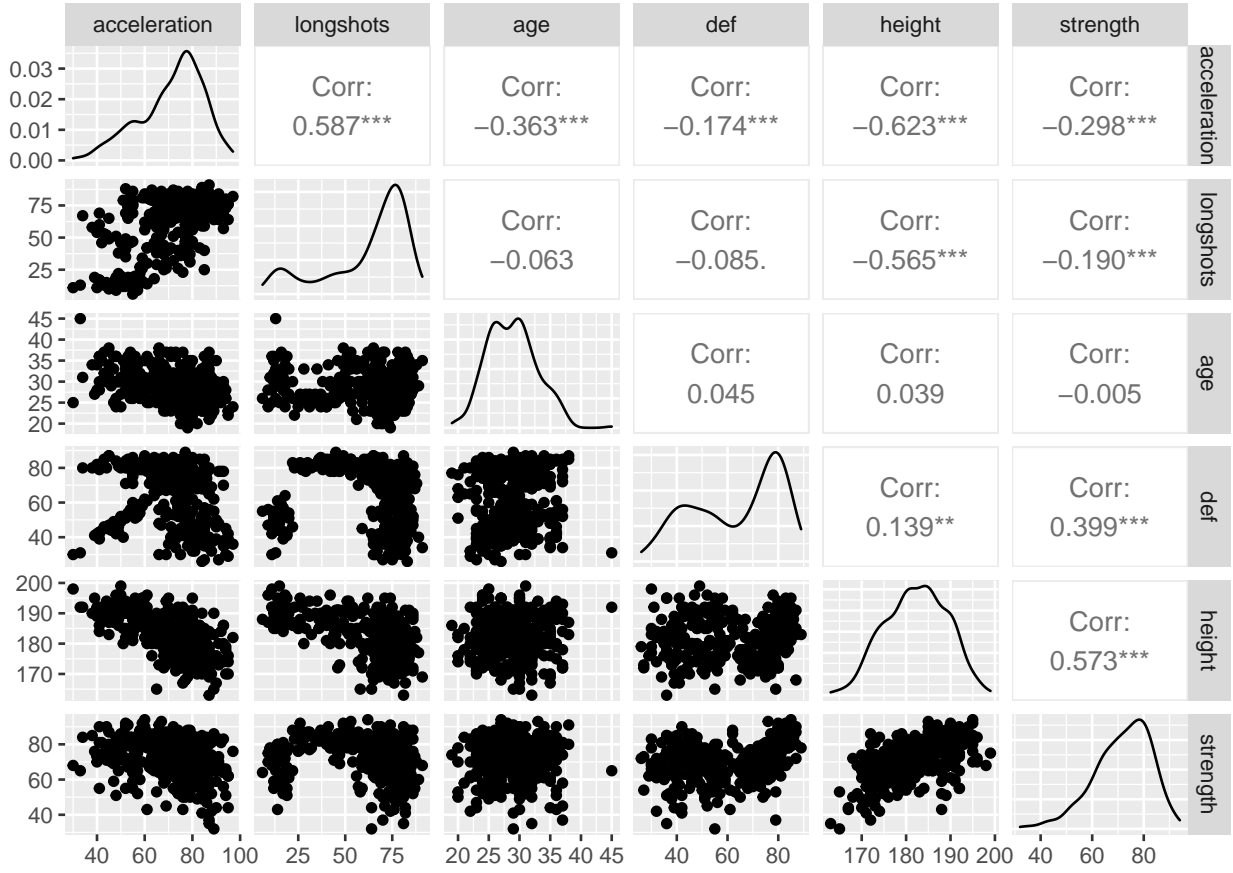 acceleration longshots age def height strength
0.03
0.02
0.01
0.00
Corr: Corr: Corr: Corr: Corr:
0.587*** −0.363*** −0.174*** −0.623*** −0.298***
acceleration
75
50
25
Corr: Corr: Corr: Corr:
−0.063 −0.085. −0.565*** −0.190***
longshots
45
40
35
30
25
20
Corr: Corr: Corr:
0.045 0.039 −0.005
age
80
60
40
Corr: Corr:
0.139** 0.399***
def
200
190
180
170
Corr:
0.573***
height
80
60
40
strength
40 60 80 100 25 50 75 20 25 30 35 40 45 40 60 80 170 180 190 200 40 60 80